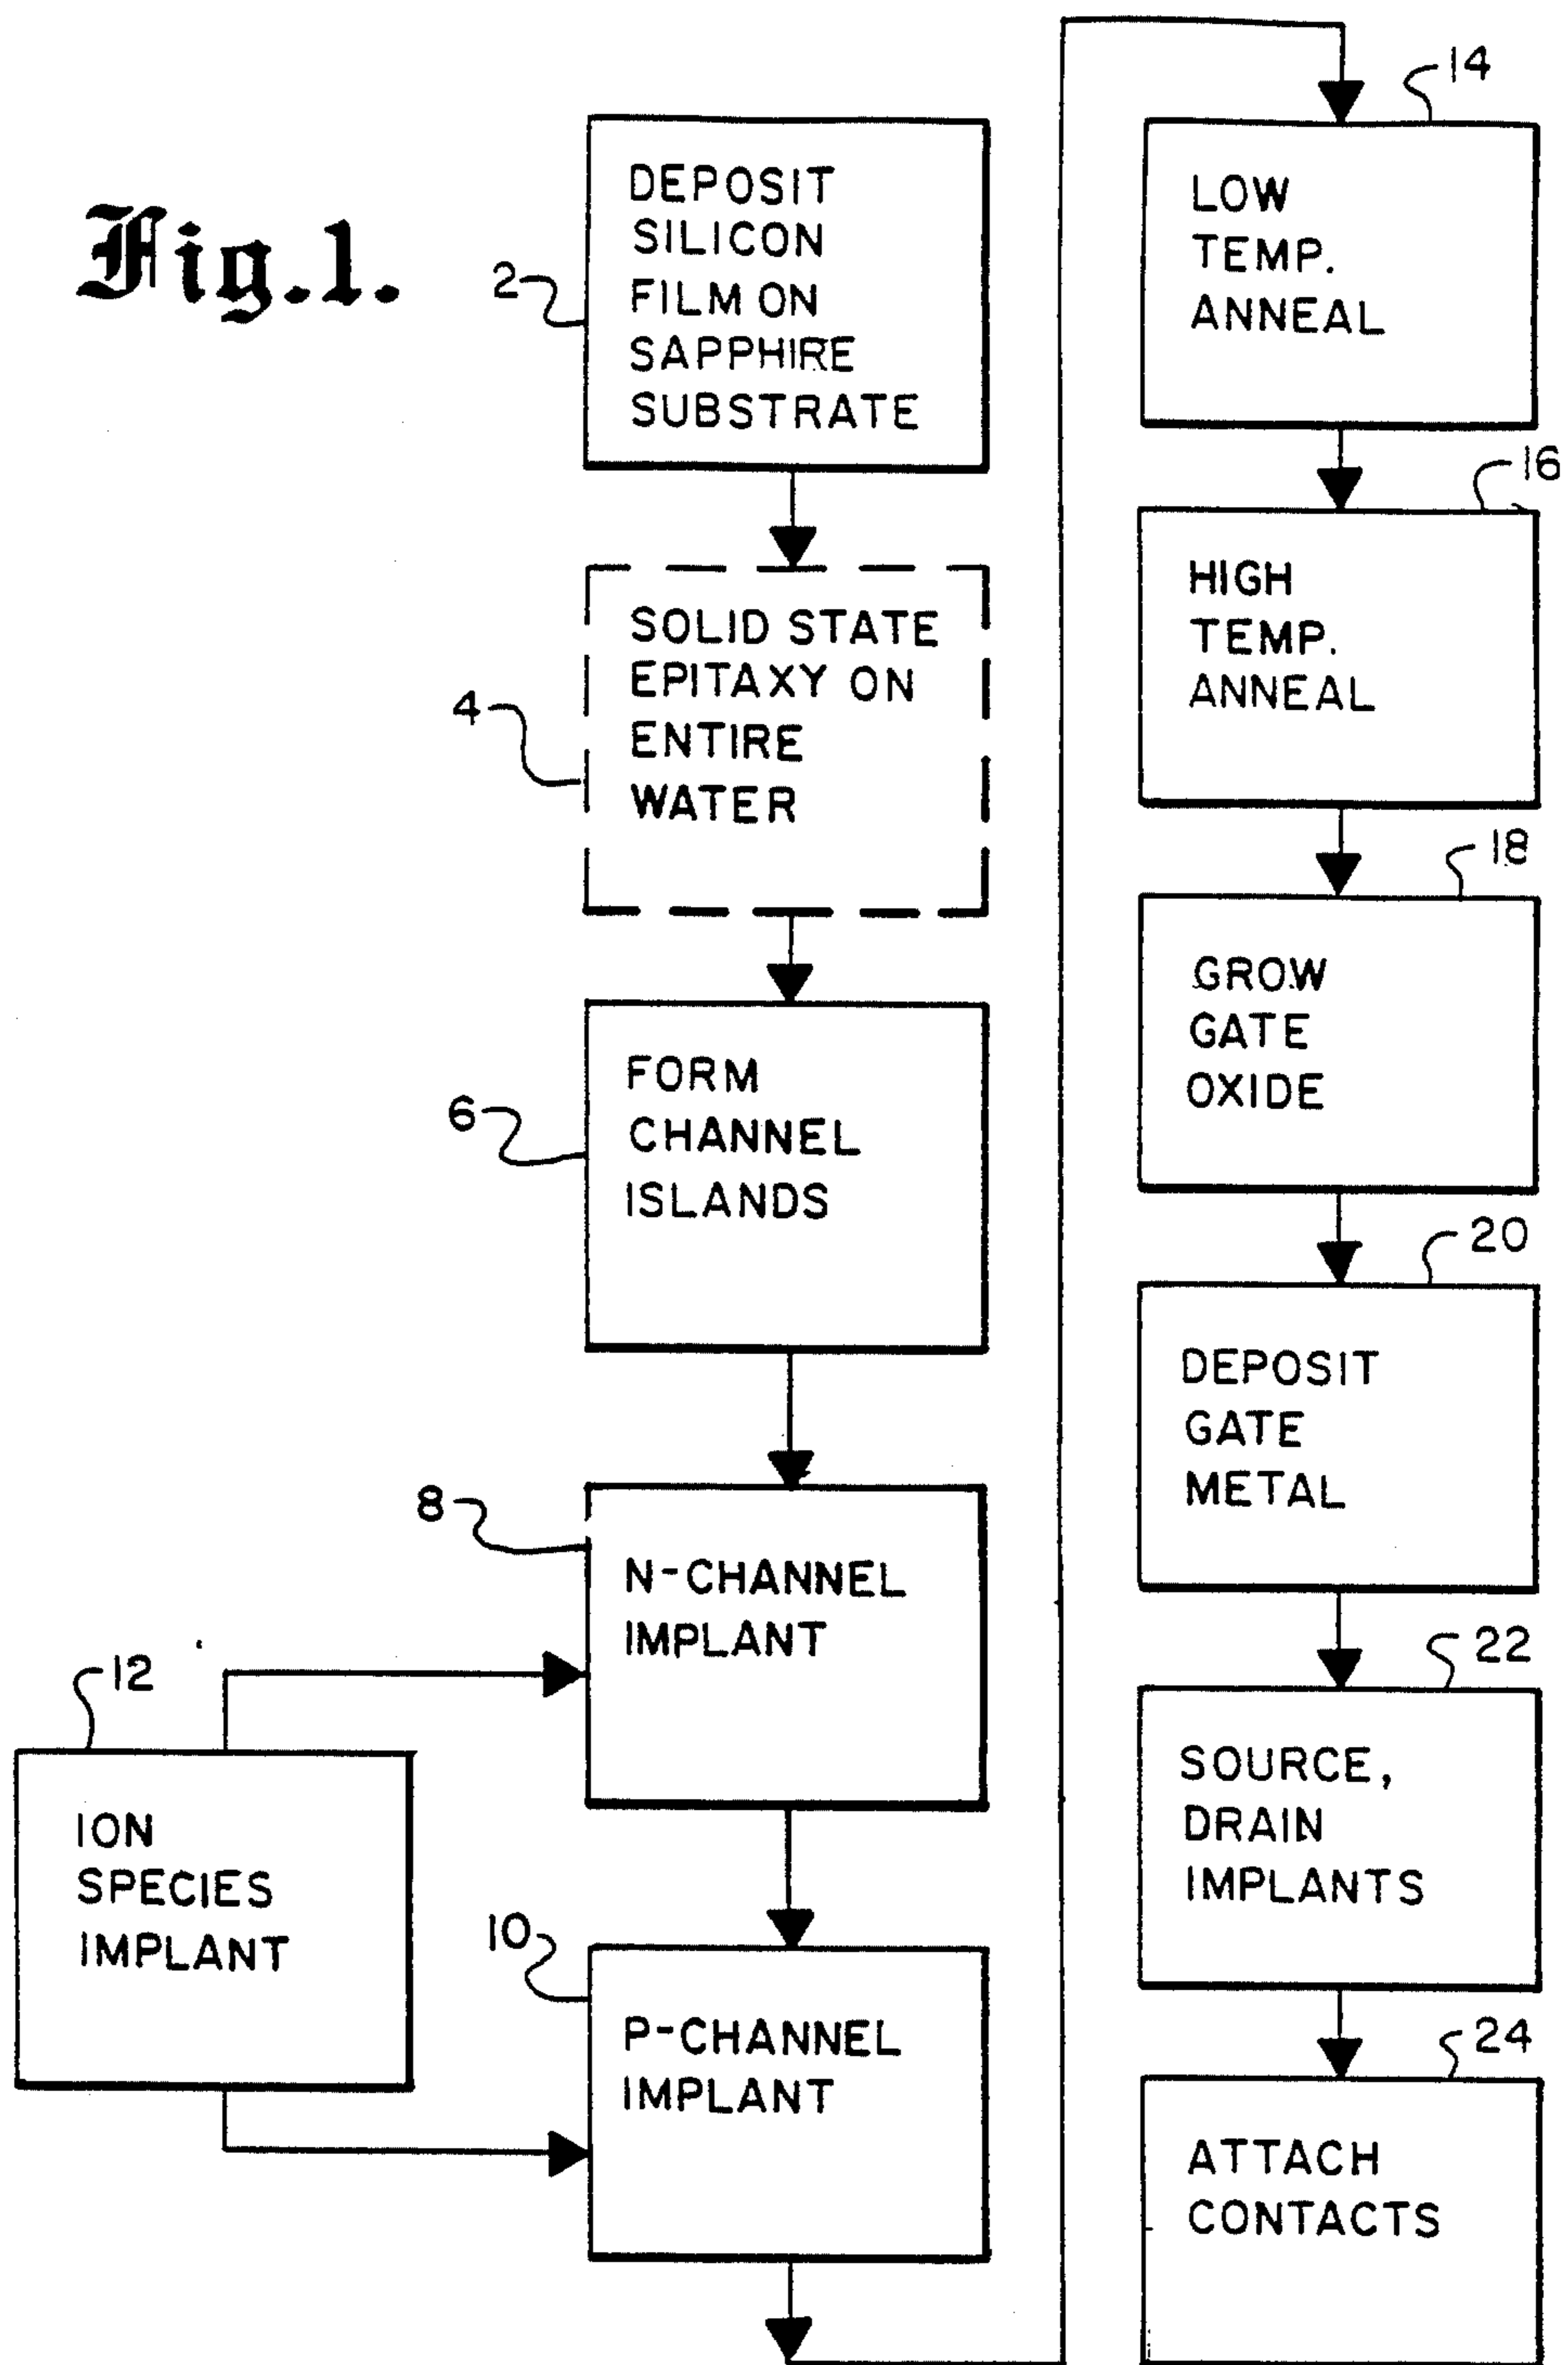 Fig.1.
2
DEPOSIT
SILICON
FILM ON
SAPPHIRE
SUBSTRATE
4
SOLID STATE
EPITAXY ON
ENTIRE
WATER
6
FORM
CHANNEL
ISLANDS
8
N-CHANNEL
IMPLANT
12
ION
SPECIES
IMPLANT
10
P-CHANNEL
IMPLANT
14
LOW
TEMP.
ANNEAL
16
HIGH
TEMP.
ANNEAL
18
GROW
GATE
OXIDE
20
DEPOSIT
GATE
METAL
22
SOURCE,
DRAIN
IMPLANTS
24
ATTACH
CONTACTS